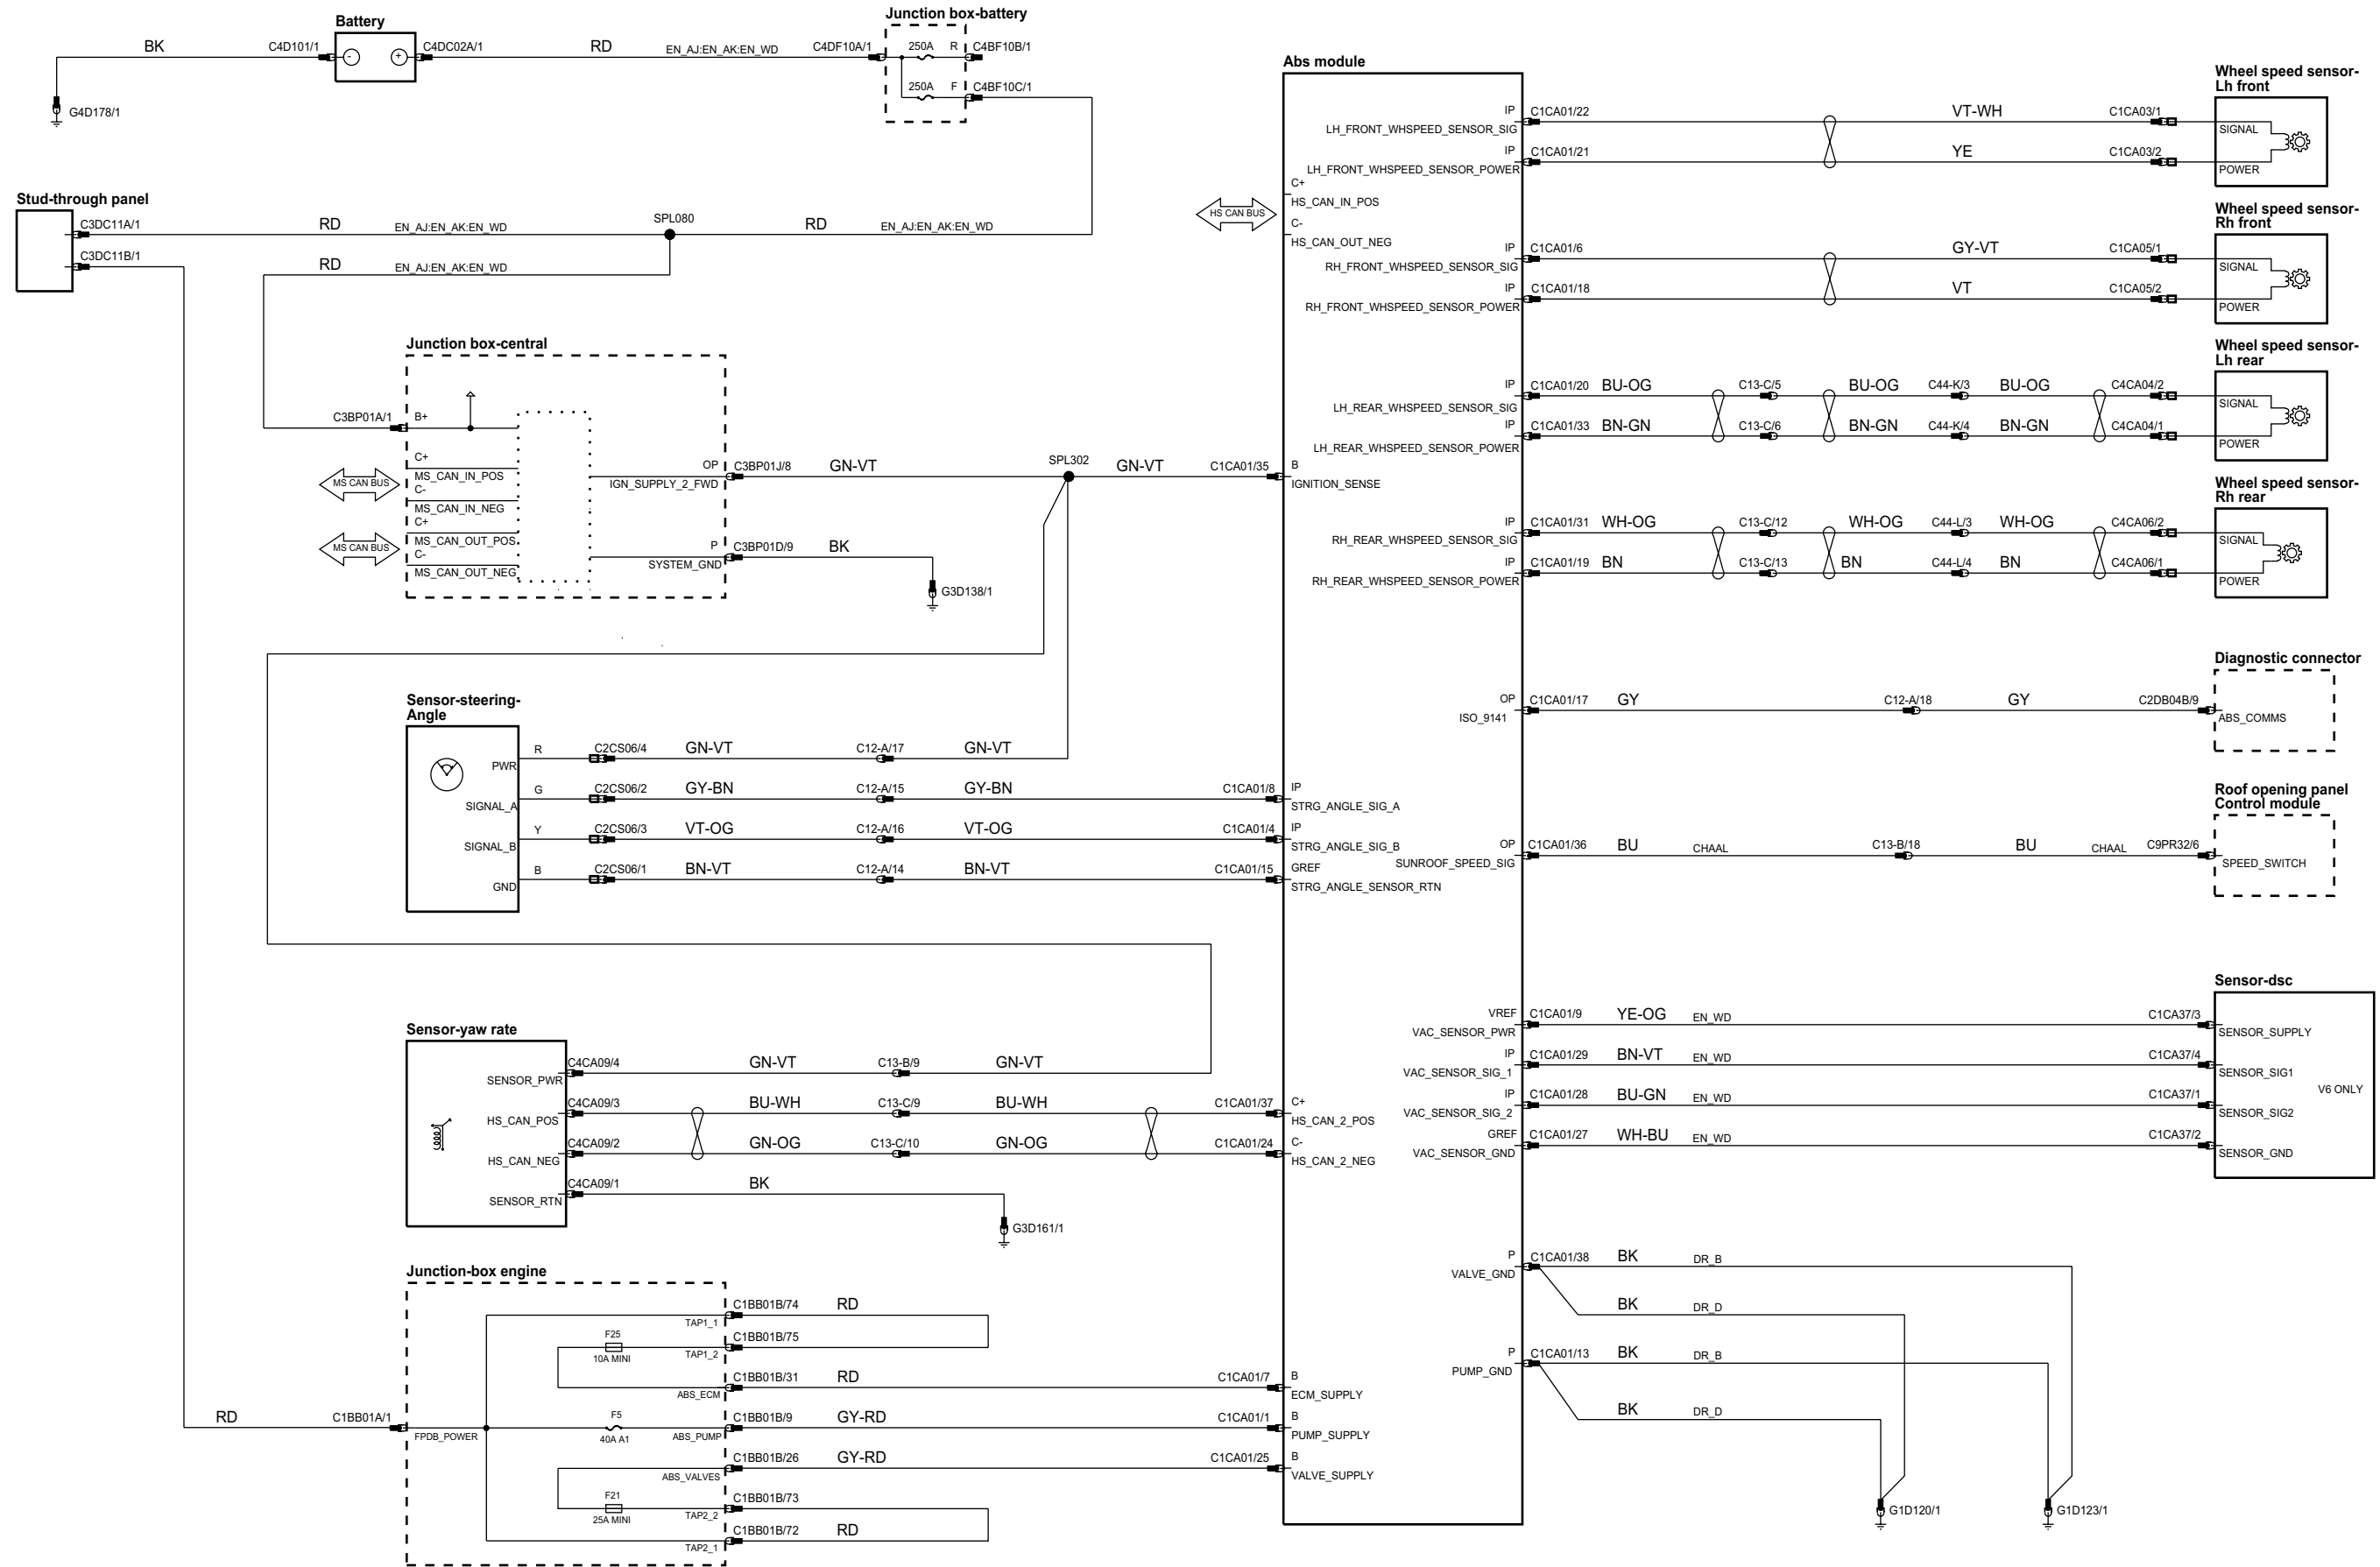 Battery
BK
C4D101/1
-
+
C4DC02A/1
RD
EN_AJ:EN_AK:EN_WD
C4DF10A/1
G4D178/1
Junction box-battery
250A
R
C4BF10B/1
250A
F
C4BF10C/1
Stud-through panel
C3DC11A/1
RD
EN_AJ:EN_AK:EN_WD
SPL080
RD
EN_AJ:EN_AK:EN_WD
C3DC11B/1
RD
EN_AJ:EN_AK:EN_WD
Junction box-central
C3BP01A/1
B+
C+
MS_CAN_IN_POS
C-
MS_CAN_IN_NEG
C+
MS_CAN_OUT_POS
C-
MS_CAN_OUT_NEG
MS CAN BUS
MS CAN BUS
OP
IGN_SUPPLY_2_FWD
C3BP01J/8
GN-VT
SPL302
GN-VT
C1CA01/35
P
SYSTEM_GND
C3BP01D/9
BK
G3D138/1
Sensor-steering-
Angle
R
PWR
C2CS06/4
GN-VT
C12-A/17
GN-VT
G
SIGNAL_A
C2CS06/2
GY-BN
C12-A/15
GY-BN
C1CA01/8
Y
SIGNAL_B
C2CS06/3
VT-OG
C12-A/16
VT-OG
C1CA01/4
B
GND
C2CS06/1
BN-VT
C12-A/14
BN-VT
C1CA01/15
Sensor-yaw rate
SENSOR_PWR
C4CA09/4
GN-VT
C13-B/9
GN-VT
HS_CAN_POS
C4CA09/3
BU-WH
C13-C/9
BU-WH
C1CA01/37
HS_CAN_NEG
C4CA09/2
GN-OG
C13-C/10
GN-OG
C1CA01/24
SENSOR_RTN
C4CA09/1
BK
G3D161/1
Junction-box engine
RD
C1BB01A/1
FPDB_POWER
TAP1_1
C1BB01B/74
RD
F25
10A MINI
TAP1_2
C1BB01B/75
ABS_ECM
C1BB01B/31
RD
C1CA01/7
F5
40A A1
ABS_PUMP
C1BB01B/9
GY-RD
C1CA01/1
ABS_VALVES
C1BB01B/26
GY-RD
C1CA01/25
F21
25A MINI
TAP2_2
C1BB01B/73
TAP2_1
C1BB01B/72
RD
Abs module
HS CAN BUS
C+
HS_CAN_IN_POS
C-
HS_CAN_OUT_NEG
B
IGNITION_SENSE
IP
STRG_ANGLE_SIG_A
IP
STRG_ANGLE_SIG_B
GREF
STRG_ANGLE_SENSOR_RTN
C+
HS_CAN_2_POS
C-
HS_CAN_2_NEG
B
ECM_SUPPLY
B
PUMP_SUPPLY
B
VALVE_SUPPLY
IP
LH_FRONT_WHSPEED_SENSOR_SIG
C1CA01/22
VT-WH
C1CA03/1
IP
LH_FRONT_WHSPEED_SENSOR_POWER
C1CA01/21
YE
C1CA03/2
Wheel speed sensor-
Lh front
SIGNAL
POWER
IP
RH_FRONT_WHSPEED_SENSOR_SIG
C1CA01/6
GY-VT
C1CA05/1
IP
RH_FRONT_WHSPEED_SENSOR_POWER
C1CA01/18
VT
C1CA05/2
Wheel speed sensor-
Rh front
SIGNAL
POWER
IP
LH_REAR_WHSPEED_SENSOR_SIG
C1CA01/20
BU-OG
C13-C/5
BU-OG
C44-K/3
BU-OG
C4CA04/2
IP
LH_REAR_WHSPEED_SENSOR_POWER
C1CA01/33
BN-GN
C13-C/6
BN-GN
C44-K/4
BN-GN
C4CA04/1
Wheel speed sensor-
Lh rear
SIGNAL
POWER
IP
RH_REAR_WHSPEED_SENSOR_SIG
C1CA01/31
WH-OG
C13-C/12
WH-OG
C44-L/3
WH-OG
C4CA06/2
IP
RH_REAR_WHSPEED_SENSOR_POWER
C1CA01/19
BN
C13-C/13
BN
C44-L/4
BN
C4CA06/1
Wheel speed sensor-
Rh rear
SIGNAL
POWER
OP
ISO_9141
C1CA01/17
GY
C12-A/18
GY
C2DB04B/9
Diagnostic connector
ABS_COMMS
OP
SUNROOF_SPEED_SIG
C1CA01/36
BU
CHAAL
C13-B/18
BU
CHAAL
C9PR32/6
Roof opening panel
Control module
SPEED_SWITCH
Sensor-dsc
VREF
VAC_SENSOR_PWR
C1CA01/9
YE-OG
EN_WD
C1CA37/3
SENSOR_SUPPLY
IP
VAC_SENSOR_SIG_1
C1CA01/29
BN-VT
EN_WD
C1CA37/4
SENSOR_SIG1
V6 ONLY
IP
VAC_SENSOR_SIG_2
C1CA01/28
BU-GN
EN_WD
C1CA37/1
SENSOR_SIG2
GREF
VAC_SENSOR_GND
C1CA01/27
WH-BU
EN_WD
C1CA37/2
SENSOR_GND
P
VALVE_GND
C1CA01/38
BK
DR_B
BK
DR_D
P
PUMP_GND
C1CA01/13
BK
DR_B
BK
DR_D
G1D120/1
G1D123/1